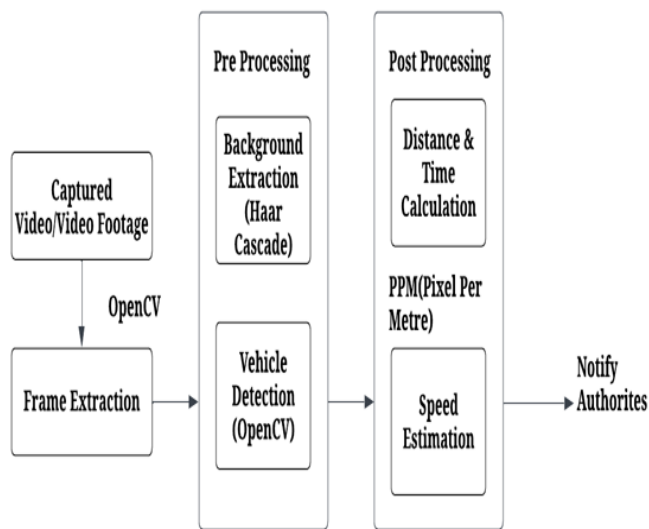 Captured
Video/Video Footage
OpenCV
Frame Extraction
Pre Processing
Background
Extraction
(Haar
Cascade)
Vehicle
Detection
(OpenCV)
Post Processing
Distance &
Time
Calculation
PPM(Pixel Per
Metre)
Speed
Estimation
Notify
Authorites